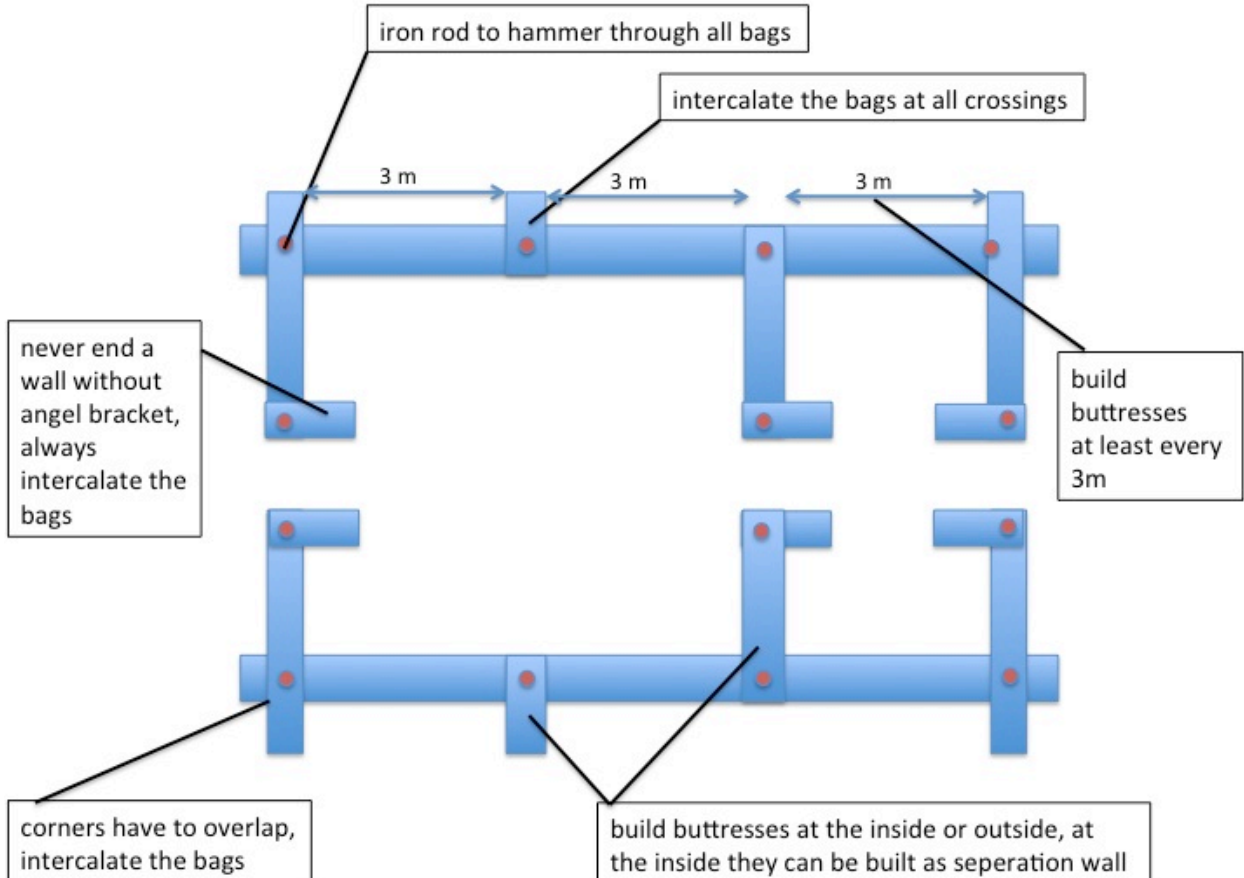 iron rod to hammer through all bags
intercalate the bags at all crossings
3 m
3 m
3 m
never end a
wall without
angel bracket,
always
intercalate the
bags
build
buttresses
at least every
3m
corners have to overlap,
intercalate the bags
build buttresses at the inside or outside, at
the inside they can be built as seperation wall